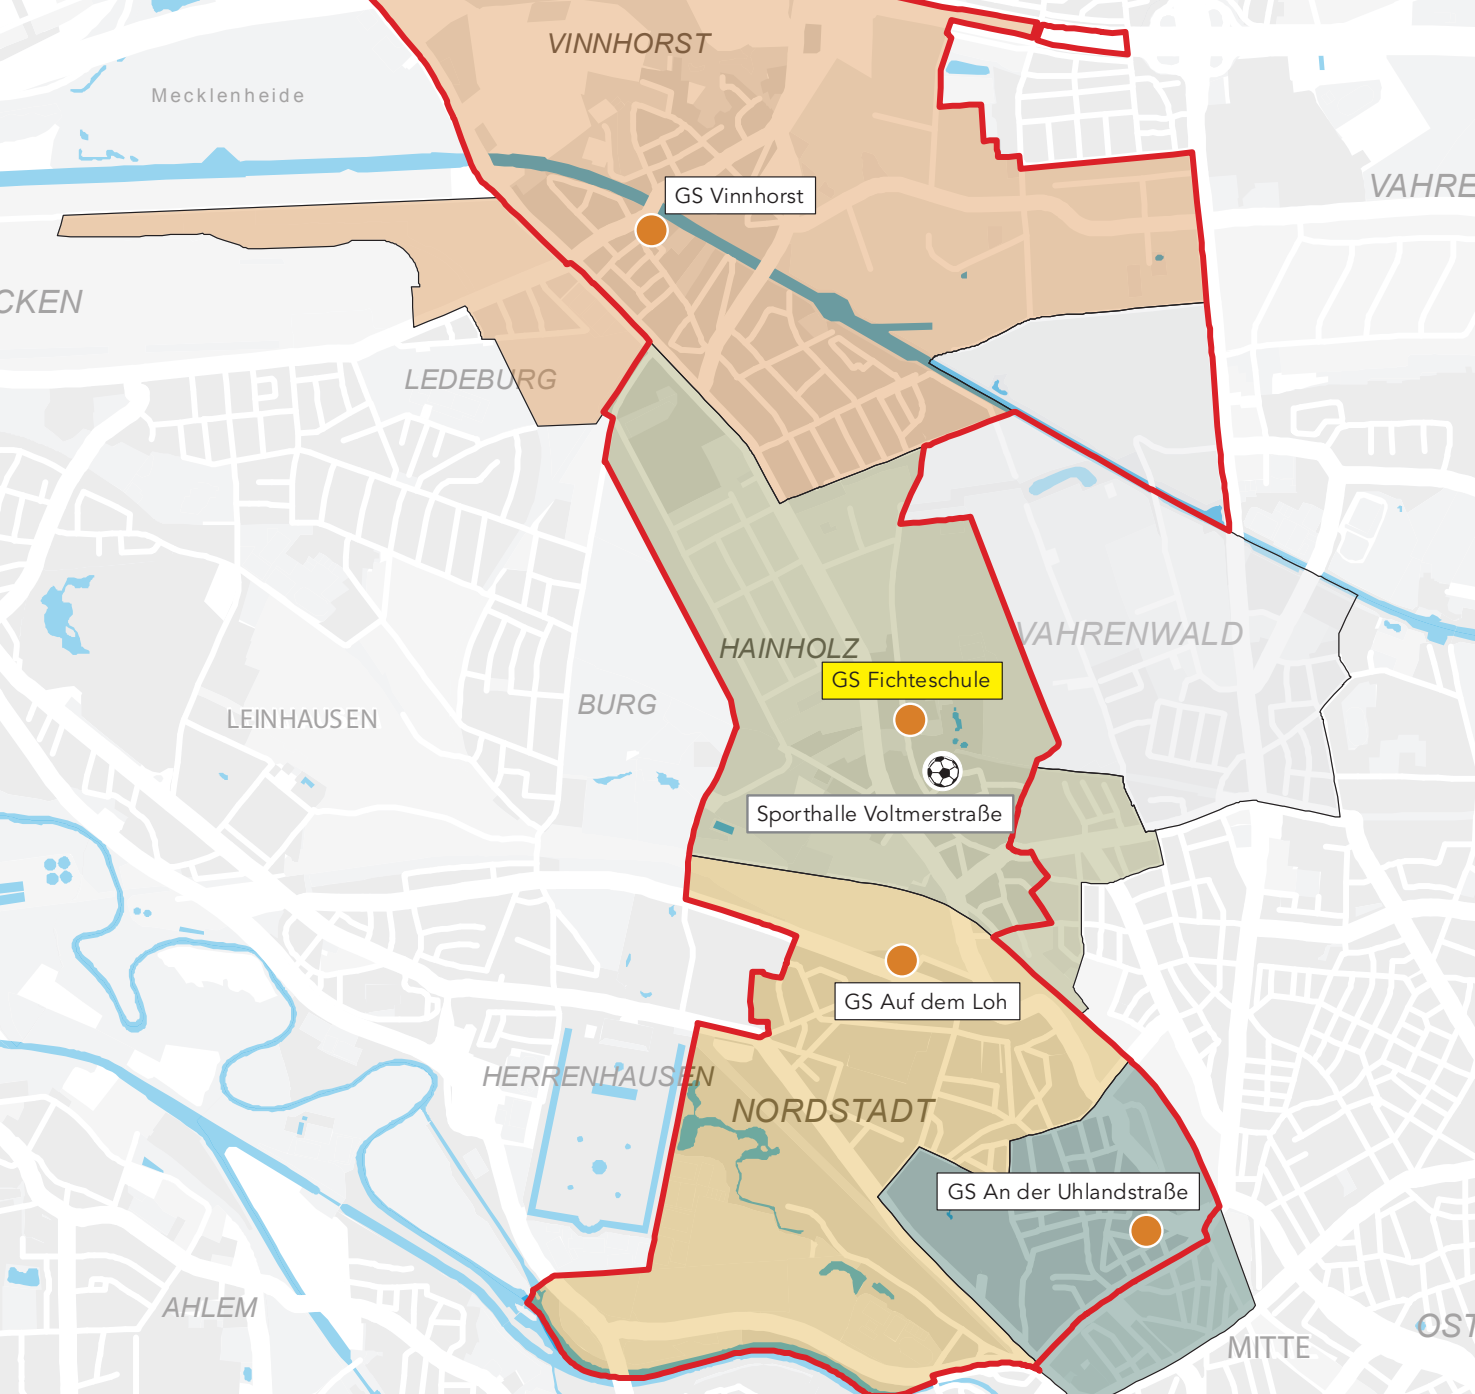 VINNHORST
Mecklenheide
VAHRE
GS Vinnhorst
CKEN
LEDEBURG
VAHRENWALD
HAINHOLZ
GS Fichteschule
BURG
LEINHAUSEN
Sporthalle Voltmerstraße
GS Auf dem Loh
HERRENHAUSEN
NORDSTADT
GS An der Uhlandstraße
AHLEM
OST
MITTE